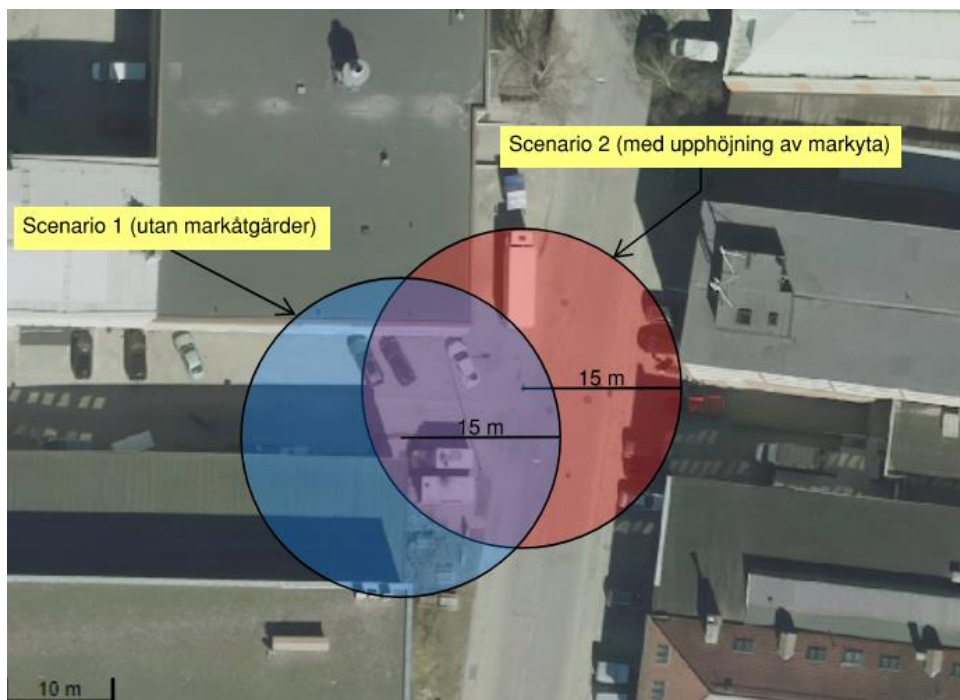 Scenario 2 (med upphöjning av markyta)
Scenario 1 (utan markåtgärder)
15 m
15 m
10 m